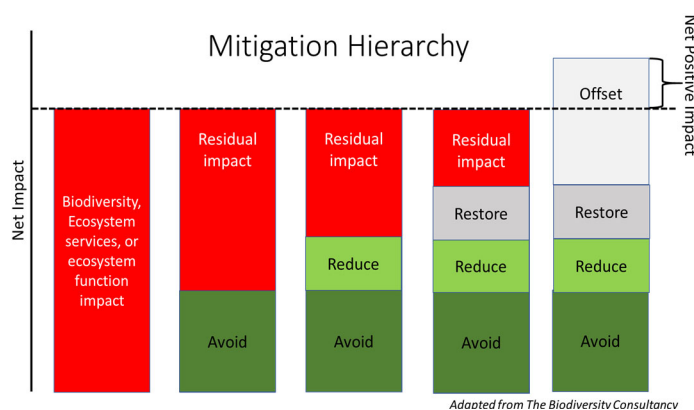 Mitigation Hierarchy
Net Impact
Net Positive Impact
Biodiversity,
Ecosystem
services, or
ecosystem
function
impact
Residual
impact
Avoid
Residual
impact
Reduce
Avoid
Residual
impact
Restore
Reduce
Avoid
Offset
Restore
Reduce
Avoid
Adapted from The Biodiversity Consultancy